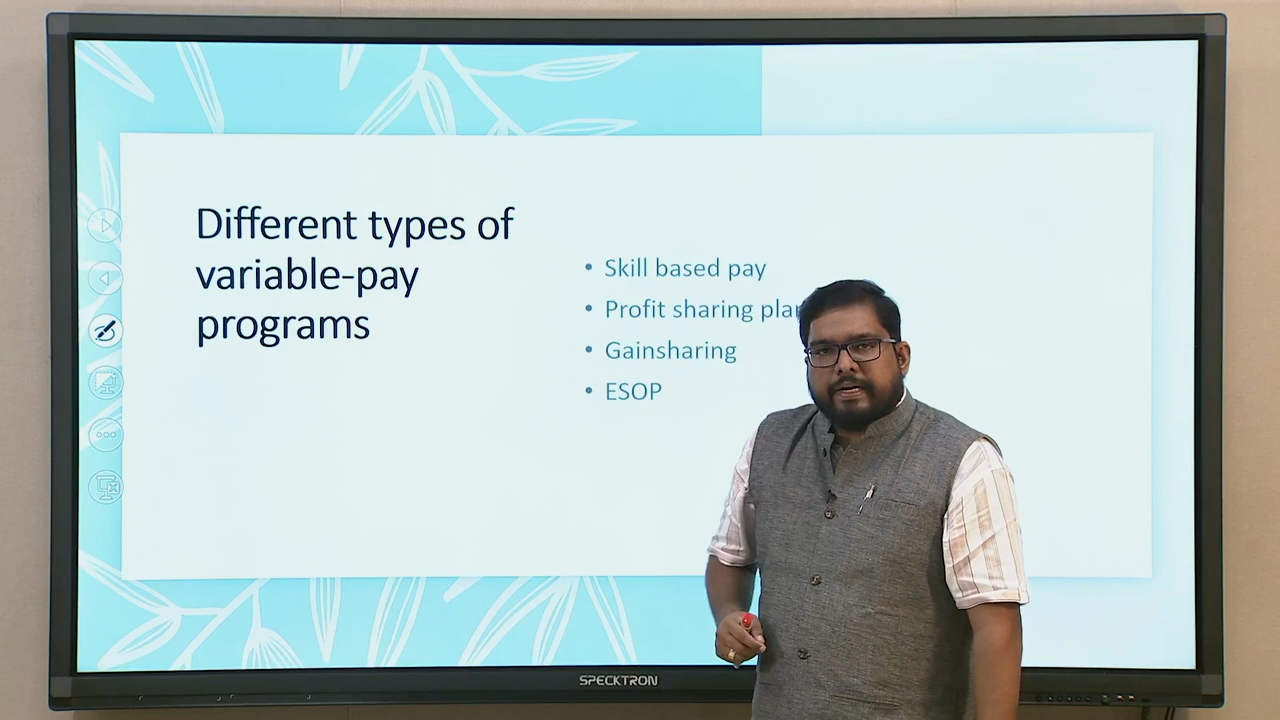 Different types of
variable-pay
programs
• Skill based pay
• Profit sharing
• Gainsharing
• ESOP
SPECKTRON